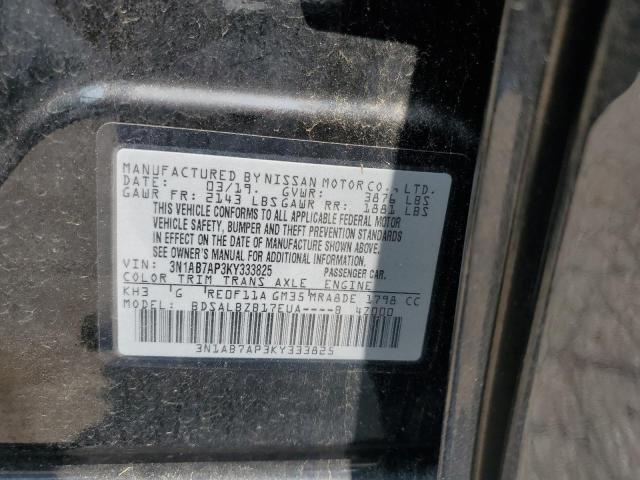 MANUFACTURED BY NISSAN MOTOR CO., LTD.
DATE: 03/19. GVWR: 3876 LBS
GAWR FR: 2143 LBS GAWR RR: 1881 LBS
THIS VEHICLE CONFORMS TO ALL APPLICABLE FEDERAL MOTOR
VEHICLE SAFETY, BUMPER AND THEFT PREVENTION STANDARDS
IN EFFECT ON THE DATE OF MANUFACTURE SHOWN ABOVE.
SEE OWNER'S MANUAL FOR ADDITIONAL INFORMATION.
VIN: 3N1AB7AP3KY333825 PASSENGER CAR.
COLOR TRIM TRANS AXLE ENGINE
KH3 G RE0F11A GM35 MRA8DE 1798 CC
MODEL: BDSALBZB17EUA----B 47000
3N1AB7AP3KY333825